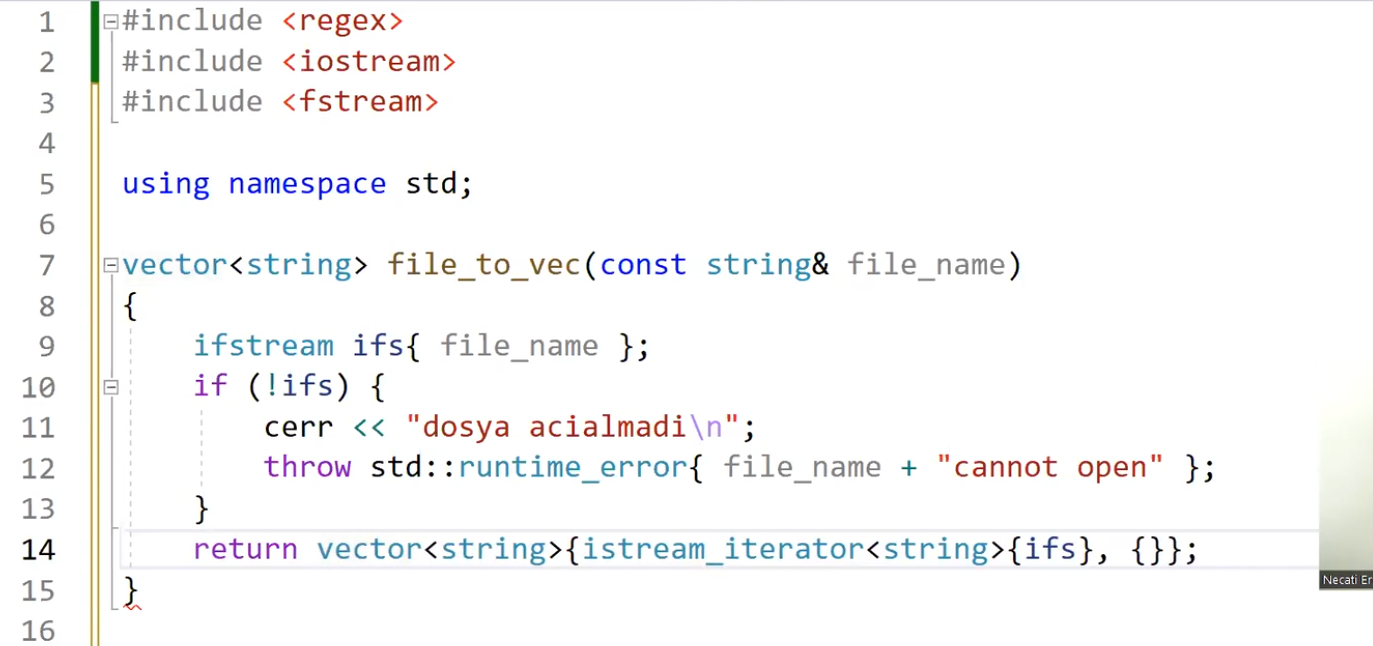 1 #include <regex>
2 #include <iostream>
3 #include <fstream>
4
5 using namespace std;
6
7 vector<string> file_to_vec(const string& file_name)
8 {
9 ifstream ifs{ file_name };
10 if (!ifs) {
11 cerr << "dosya acialmadi\n";
12 throw std::runtime_error{ file_name + "cannot open" };
13 }
14 return vector<string>{istream_iterator<string>{ifs}, {}};
15 }
16
Necati Er